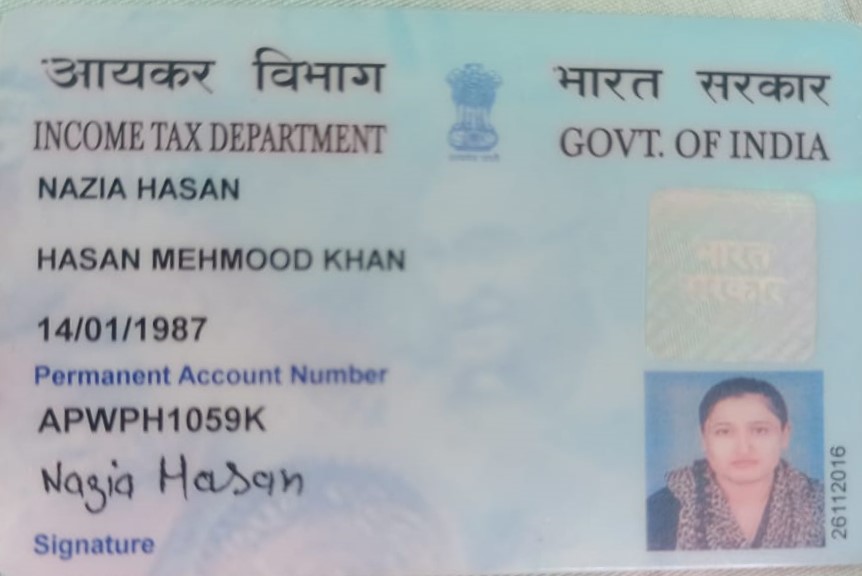 आयकर विभाग
भारत सरकार
INCOME TAX DEPARTMENT
GOVT. OF INDIA
NAZIA HASAN
HASAN MEHMOOD KHAN
भारत
सरकार
14/01/1987
Permanent Account Number
APWPH1059K
Nazia Hasan
Signature
26112016